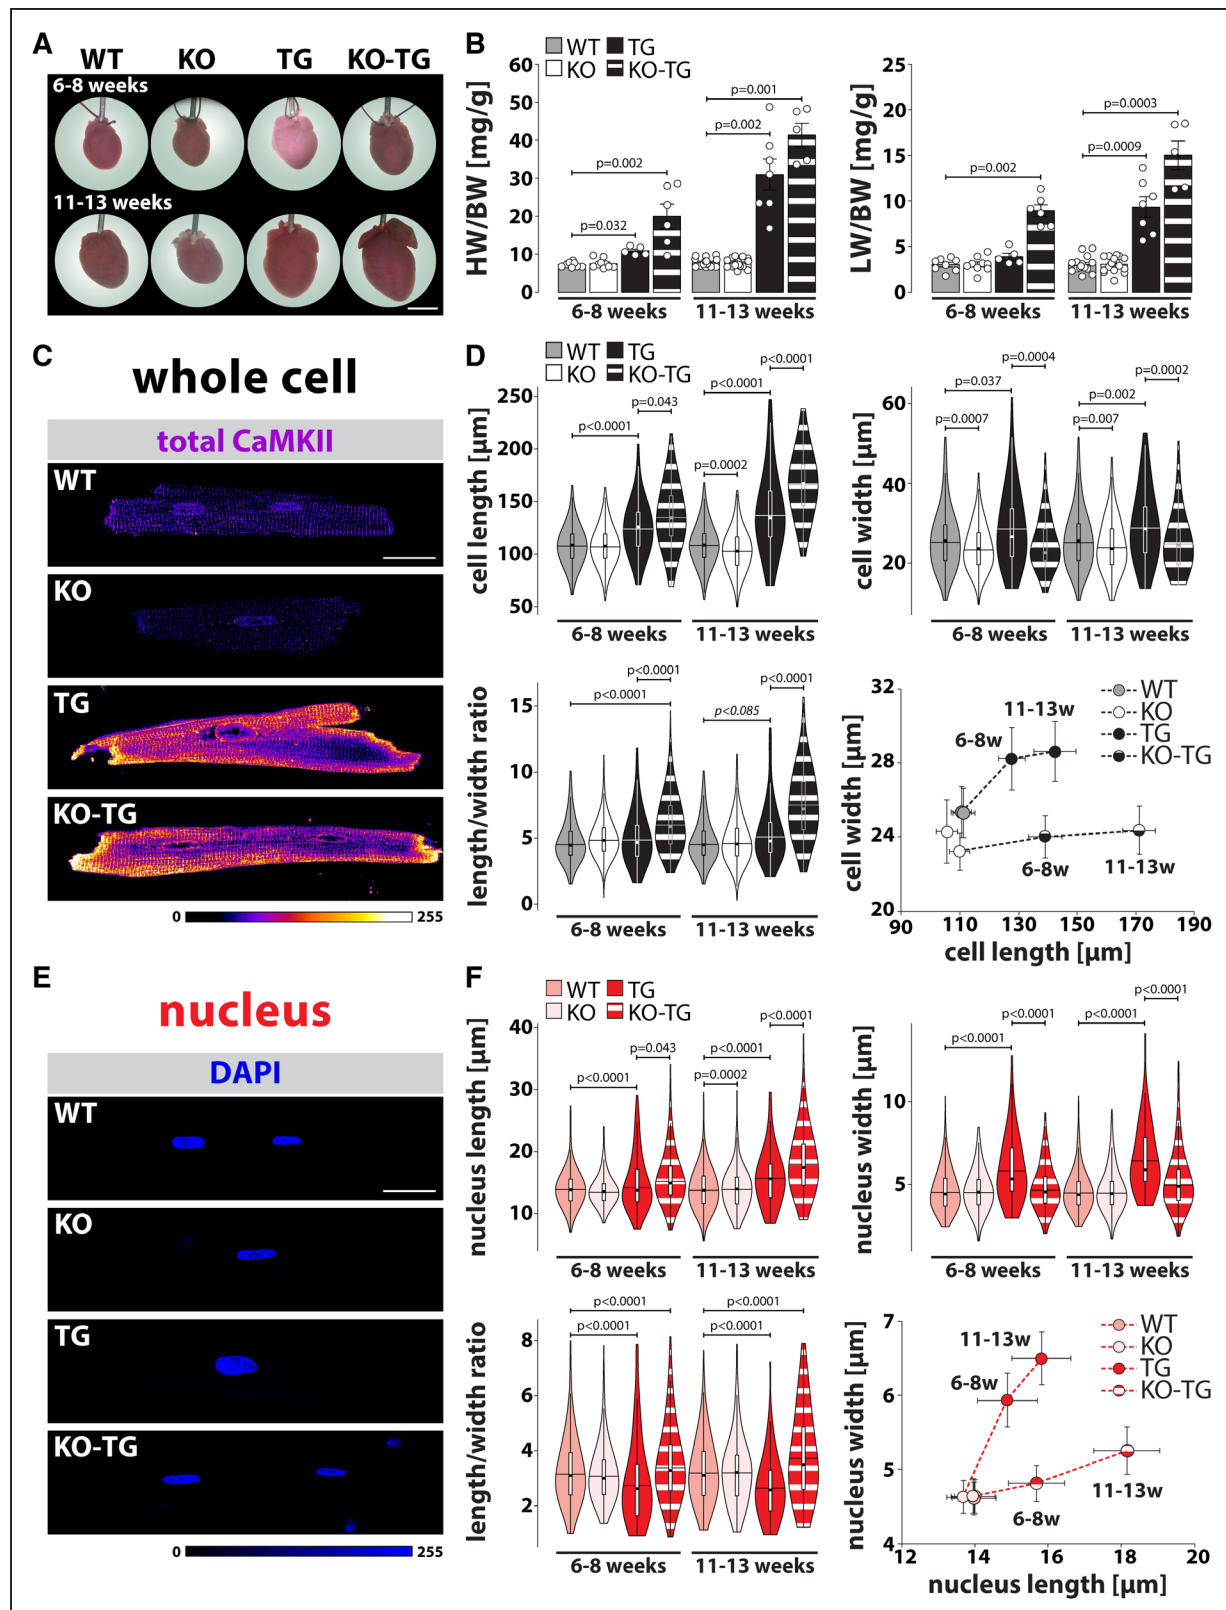 A
WT KO TG KO-TG
6-8 weeks
11-13 weeks
B
WT TG
KO KO-TG
HW/BW [mg/g]
60
50
40
30
20
10
0
p=0.032
p=0.002
p=0.002
p=0.001
6-8 weeks 11-13 weeks
LW/BW [mg/g]
25
20
15
10
5
0
p=0.002
p=0.0009
p=0.0003
6-8 weeks 11-13 weeks
C
whole cell
total CaMKII
WT
KO
TG
KO-TG
0 255
D
WT TG
KO KO-TG
cell length [µm]
250
200
150
100
50
p<0.0001
p=0.043
p=0.0002
p<0.0001
p<0.0001
6-8 weeks 11-13 weeks
cell width [µm]
60
40
20
p=0.0007
p=0.037
p=0.0004
p=0.007
p=0.002
p=0.0002
6-8 weeks 11-13 weeks
length/width ratio
15
10
5
0
p<0.0001
p<0.0001
p<0.085
p<0.0001
6-8 weeks 11-13 weeks
cell width [µm]
32
28
24
20
WT
KO
TG
KO-TG
11-13w
6-8w
6-8w
11-13w
90 110 130 150 170 190
cell length [µm]
E
nucleus
DAPI
WT
KO
TG
KO-TG
0 255
F
WT TG
KO KO-TG
nucleus length [µm]
40
30
20
10
p<0.0001
p=0.043
p=0.0002
p<0.0001
p<0.0001
6-8 weeks 11-13 weeks
nucleus width [µm]
10
5
p<0.0001
p<0.0001
p<0.0001
p<0.0001
6-8 weeks 11-13 weeks
length/width ratio
8
6
4
2
p<0.0001
p<0.0001
p<0.0001
p<0.0001
6-8 weeks 11-13 weeks
nucleus width [µm]
7
6
5
4
WT
KO
TG
KO-TG
11-13w
6-8w
6-8w
11-13w
12 14 16 18 20
nucleus length [µm]